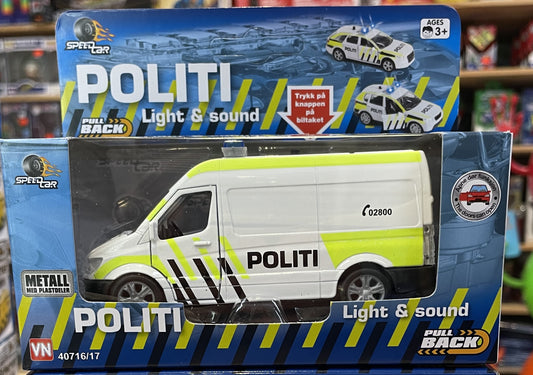 SPEED CAR
POLITI
Light & sound
PULL BACK
AGES
3+
Trykk på
knappen
på
biltaket
SPEED CAR
02800
POLITI
METALL
MED PLASTDELER
POLITI
Light & sound
PULL BACK
VN 40716/17